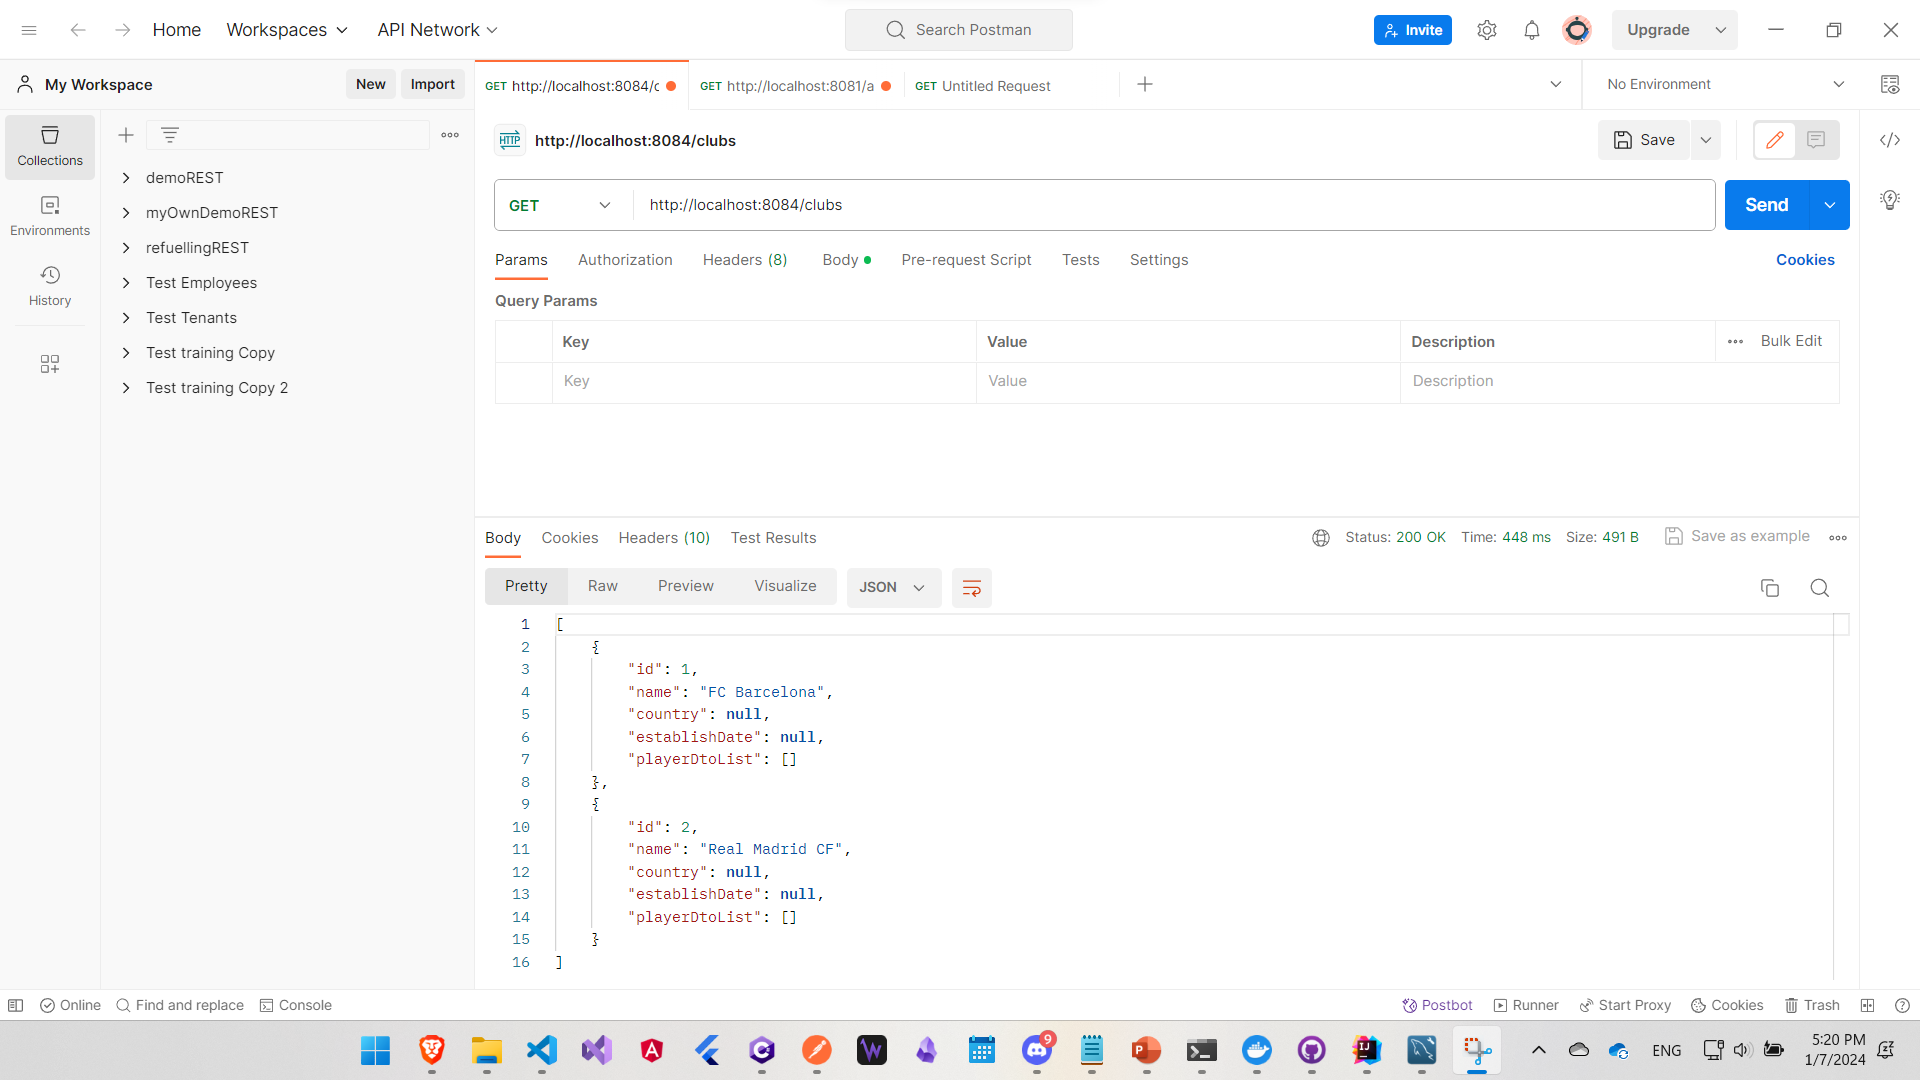 Home Workspaces API Network Search Postman Invite Upgrade
My Workspace New Import GET http://localhost:8084/c GET http://localhost:8081/a GET Untitled Request No Environment
Collections
Environments
History
demoREST
myOwnDemoREST
refuellingREST
Test Employees
Test Tenants
Test training Copy
Test training Copy 2
HTTP http://localhost:8084/clubs Save
GET http://localhost:8084/clubs Send
Params Authorization Headers (8) Body Pre-request Script Tests Settings Cookies
Query Params
Key Value Description Bulk Edit
Key Value Description
Body Cookies Headers (10) Test Results Status: 200 OK Time: 448 ms Size: 491 B Save as example
Pretty Raw Preview Visualize JSON
1 [
2 {
3 "id": 1,
4 "name": "FC Barcelona",
5 "country": null,
6 "establishDate": null,
7 "playerDtoList": []
8 },
9 {
10 "id": 2,
11 "name": "Real Madrid CF",
12 "country": null,
13 "establishDate": null,
14 "playerDtoList": []
15 }
16 ]
Online Find and replace Console Postbot Runner Start Proxy Cookies Trash
9 ENG 5:20 PM
1/7/2024